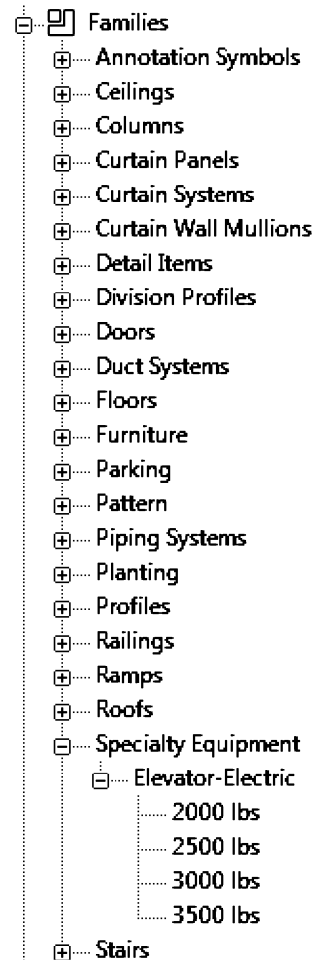 Families
Annotation Symbols
Ceilings
Columns
Curtain Panels
Curtain Systems
Curtain Wall Mullions
Detail Items
Division Profiles
Doors
Duct Systems
Floors
Furniture
Parking
Pattern
Piping Systems
Planting
Profiles
Railings
Ramps
Roofs
Specialty Equipment
Elevator-Electric
2000 lbs
2500 lbs
3000 lbs
3500 lbs
Stairs